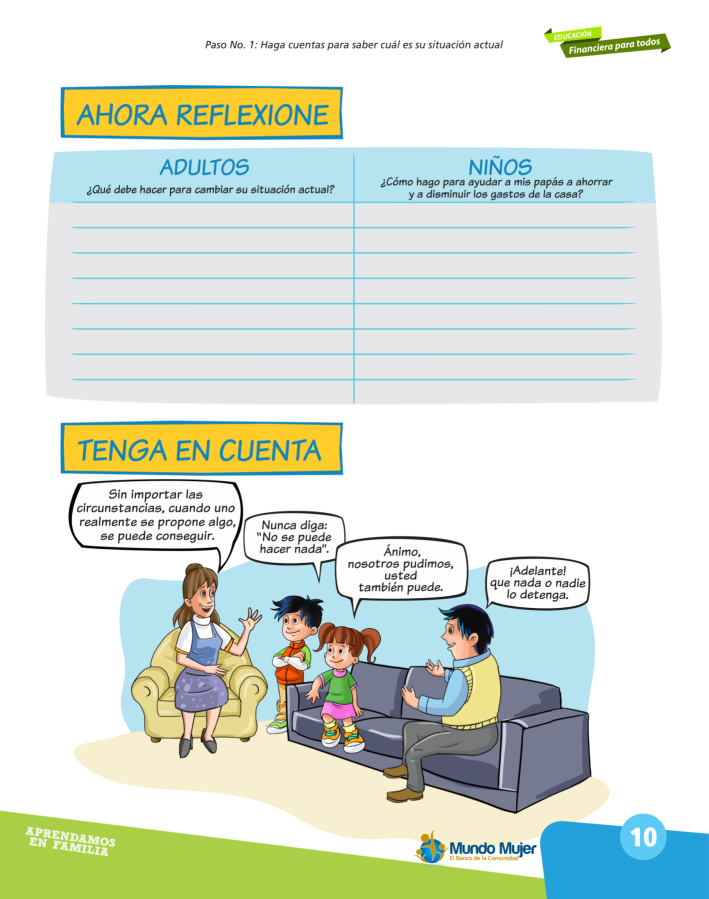 Paso No. 1: Haga cuentas para saber cuál es su situación actual
EDUCACIÓN
Financiera para todos
AHORA REFLEXIONE
ADULTOS
¿Qué debe hacer para cambiar su situación actual?
NIÑOS
¿Cómo hago para ayudar a mis papás a ahorrar
y a disminuir los gastos de la casa?
TENGA EN CUENTA
Sin importar las
circunstancias, cuando uno
realmente se propone algo,
se puede conseguir.
Nunca diga:
"No se puede
hacer nada".
Ánimo,
nosotros pudimos,
usted
también puede.
¡Adelante!
que nada o nadie
lo detenga.
APRENDAMOS
EN FAMILIA
Mundo Mujer
El Banco de la Comunidad
10